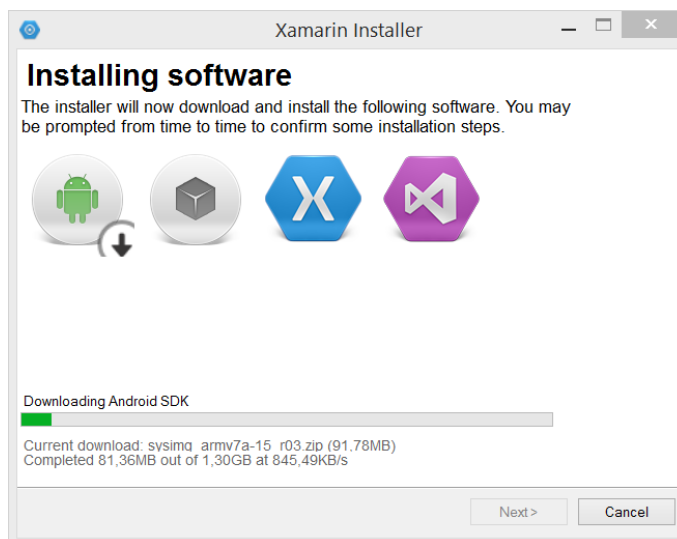 Xamarin Installer
Installing software
The installer will now download and install the following software. You may
be prompted from time to time to confirm some installation steps.
Downloading Android SDK
Current download: sysimg_armv7a-15_r03.zip (91,78MB)
Completed 81,36MB out of 1,30GB at 845,49KB/s
Next >
Cancel